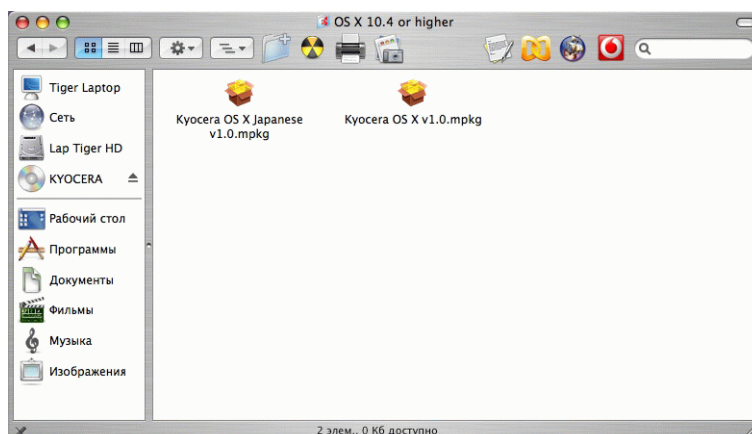 OS X 10.4 or higher
Tiger Laptop
Сеть
Lap Tiger HD
KYOCERA
Рабочий стол
Программы
Документы
Фильмы
Музыка
Изображения
Kyocera OS X Japanese
v1.0.mpkg
Kyocera OS X v1.0.mpkg
2 элем., 0 Кб доступно